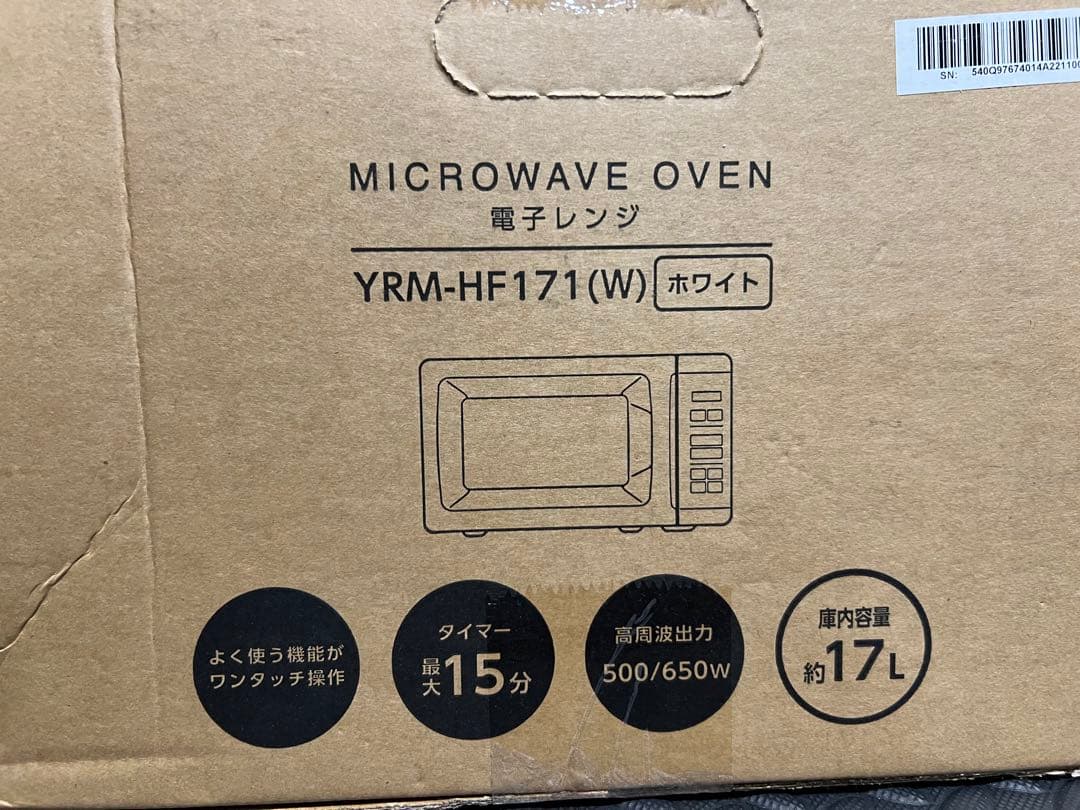 SN: 540Q97674014A22110
MICROWAVE OVEN
電子レンジ
YRM-HF171(W) ホワイト
よく使う機能が
ワンタッチ操作
タイマー
最大15分
高周波出力
500/650W
庫内容量
約17L